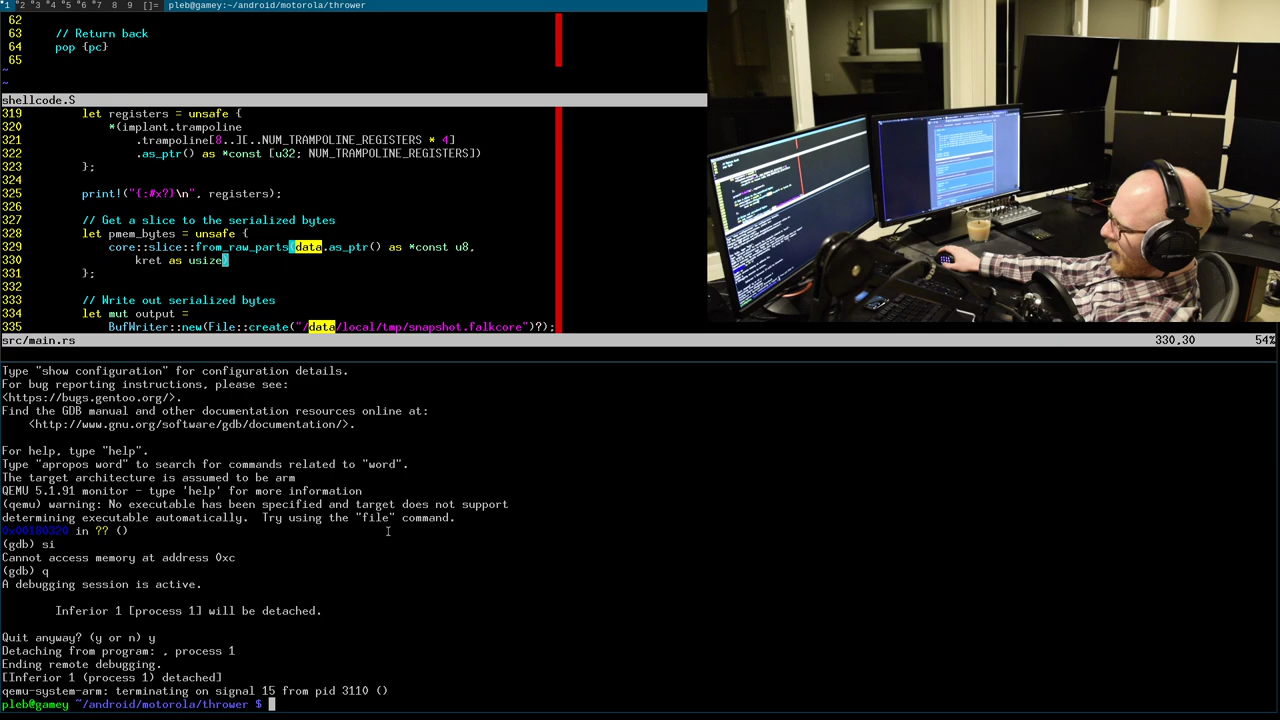 1 2 3 4 5 6 7 8 9 []= pleb@gamey:~/android/motorola/thrower
62
63 // Return back
64 pop {pc}
65
~
~
shellcode.S
319 let registers = unsafe {
320 *(implant.trampoline
321 .trampoline[8..][..NUM_TRAMPOLINE_REGISTERS * 4]
322 .as_ptr() as *const [u32; NUM_TRAMPOLINE_REGISTERS])
323 };
324
325 print!("{:#x?}\n", registers);
326
327 // Get a slice to the serialized bytes
328 let pmem_bytes = unsafe {
329 core::slice::from_raw_parts(data.as_ptr() as *const u8,
330 kret as usize)
331 };
332
333 // Write out serialized bytes
334 let mut output =
335 BufWriter::new(File::create("/data/local/tmp/snapshot.falkcore")?);
src/main.rs 330,30 54%
Type "show configuration" for configuration details.
For bug reporting instructions, please see:
<https://bugs.gentoo.org/>.
Find the GDB manual and other documentation resources online at:
<http://www.gnu.org/software/gdb/documentation/>.
For help, type "help".
Type "apropos word" to search for commands related to "word".
The target architecture is assumed to be arm
QEMU 5.1.91 monitor - type 'help' for more information
(qemu) warning: No executable has been specified and target does not support
determining executable automatically. Try using the "file" command.
0x00180320 in ?? ()
(gdb) si
Cannot access memory at address 0xc
(gdb) q
A debugging session is active.
Inferior 1 [process 1] will be detached.
Quit anyway? (y or n) y
Detaching from program: , process 1
Ending remote debugging.
[Inferior 1 (process 1) detached]
qemu-system-arm: terminating on signal 15 from pid 3110 ()
pleb@gamey ~/android/motorola/thrower $